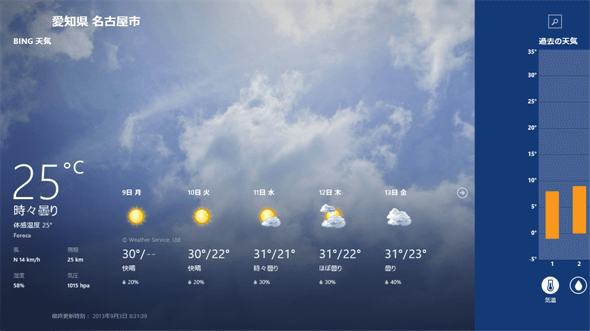 愛知県 名古屋市
BING 天気
25°C
時々曇り
体感温度 25°
Foreca
風
N 14 km/h
視程
25 km
湿度
58%
気圧
1015 hpa
9日 月
30°/--
快晴
20%
10日 火
30°/22°
快晴
20%
11日 水
31°/21°
時々曇り
30%
12日 木
31°/22°
ほぼ曇り
30%
13日 金
31°/23°
曇り
40%
© Weather Service, Ltd
最終更新時刻： 2013年9月3日 8:31:39
過去の天気
35°
30°
25°
20°
15°
10°
5°
0°
-5°
1
2
気温